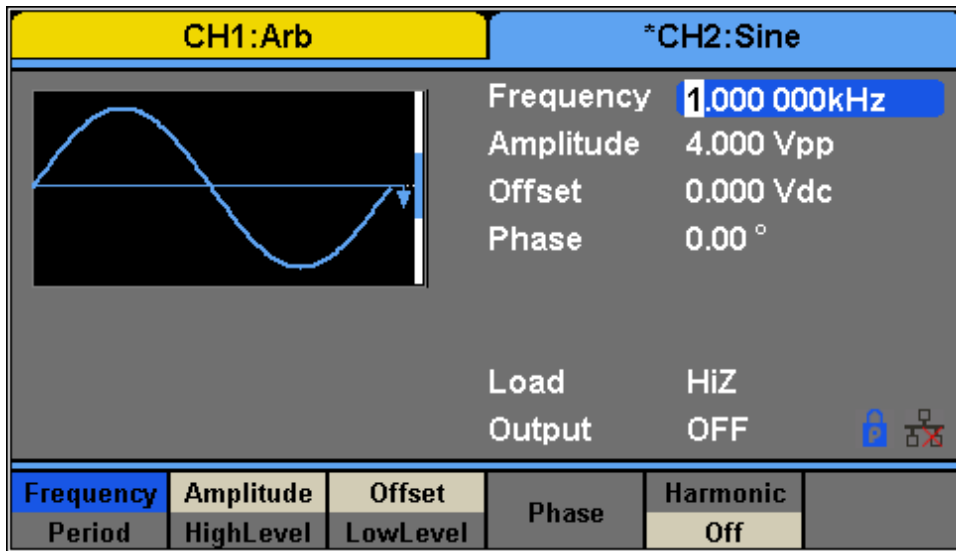 CH1:Arb *CH2:Sine
Frequency 1.000 000kHz
Amplitude 4.000 Vpp
Offset 0.000 Vdc
Phase 0.00 °
Load HiZ
Output OFF
P
Frequency Amplitude Offset Phase Harmonic
Period HighLevel LowLevel Off